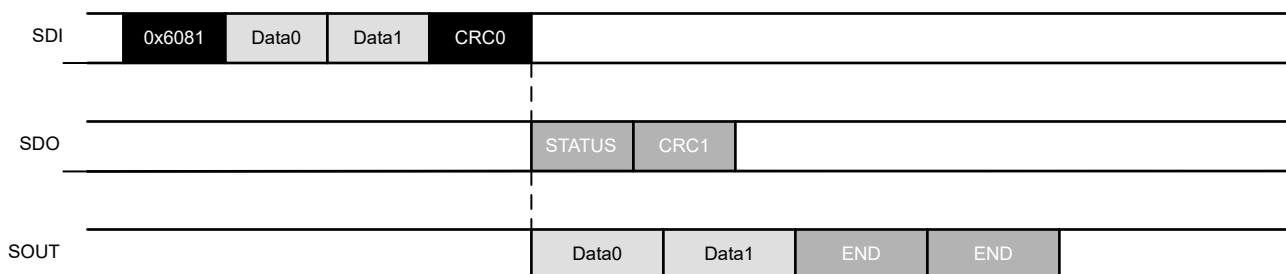 SDI 0x6081 Data0 Data1 CRC0
SDO STATUS CRC1
SOUT Data0 Data1 END END